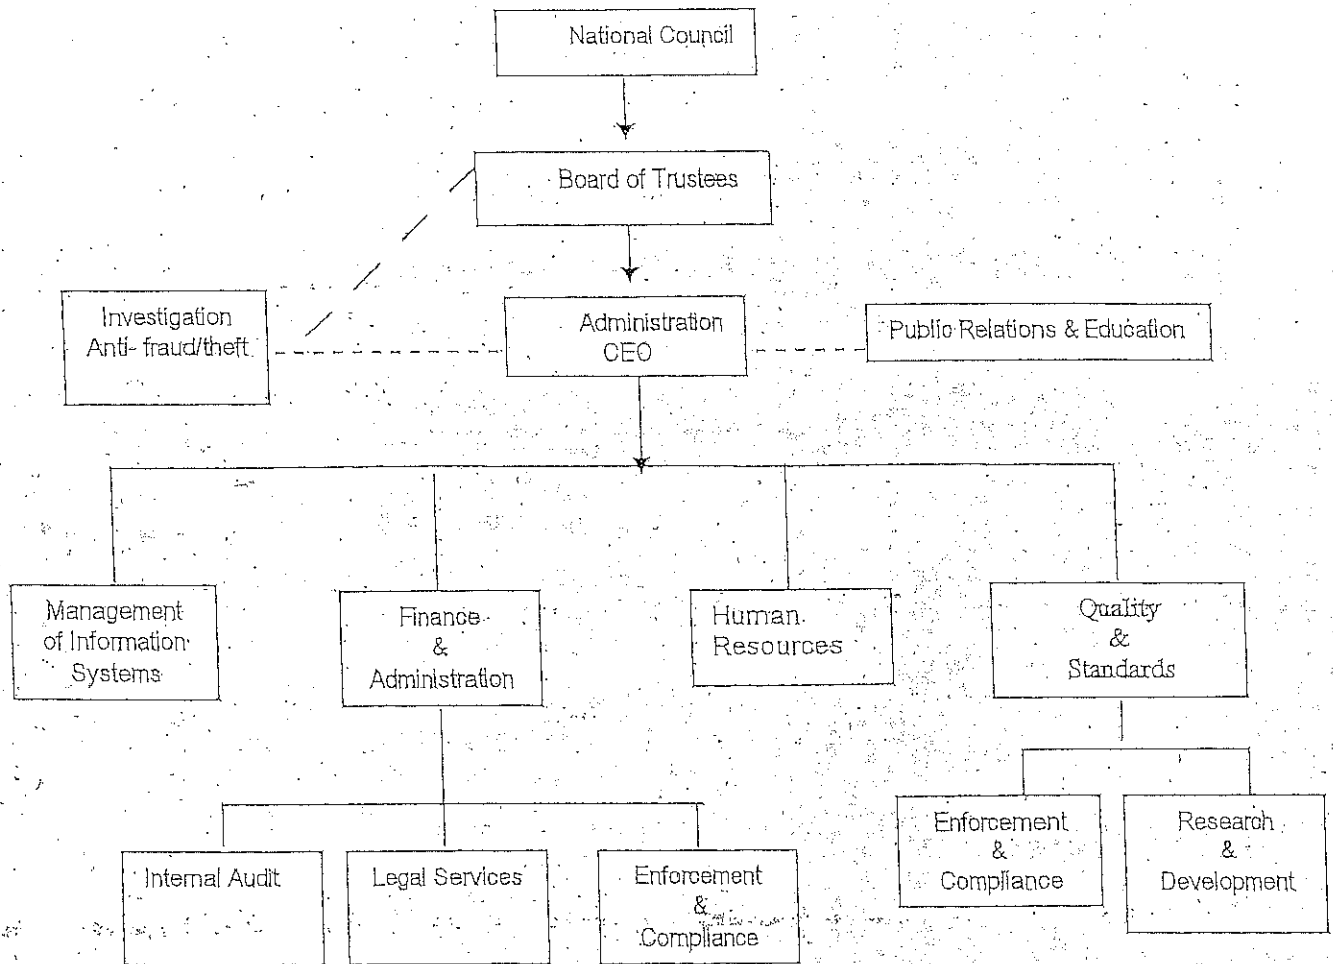 National Council
Board of Trustees
Investigation
Anti- fraud/theft.
Administration
CEO
Public Relations & Education
Management
of Information
Systems
Finance
&
Administration
Human
Resources
Quality
&
Standards
Internal Audit
Legal Services
Enforcement
&
Compliance
Enforcement
&
Compliance
Research
&
Development